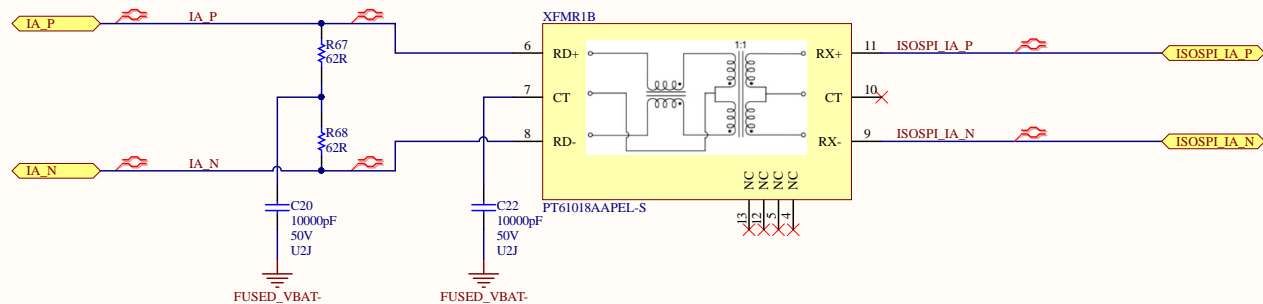 XFMR1B
IA_P
IA_P
R67
62R
6
RD+
1:1
RX+
11
ISOSPI_IA_P
ISOSPI_IA_P
7
CT
CT
10
R68
62R
8
RD-
RX-
9
ISOSPI_IA_N
ISOSPI_IA_N
IA_N
IA_N
NC
NC
NC
NC
13
12
5
4
PT61018AAPEL-S
C20
10000pF
50V
U2J
C22
10000pF
50V
U2J
FUSED_VBAT-
FUSED_VBAT-